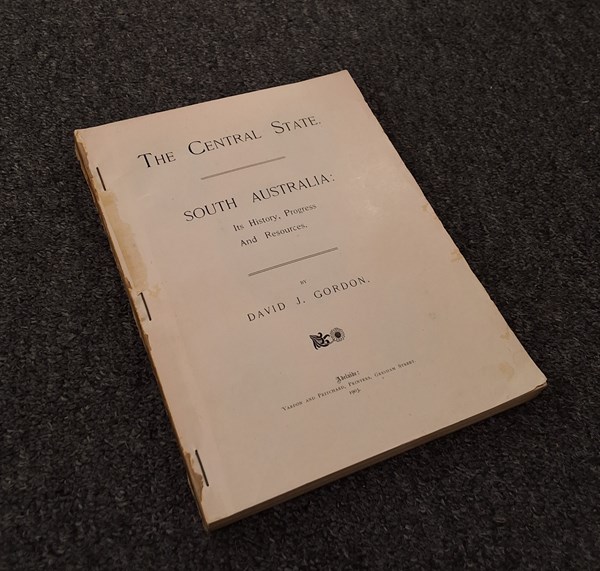 THE CENTRAL STATE.
SOUTH AUSTRALIA:
Its History, Progress
And Resources.
BY
DAVID J. GORDON.
Adelaide:
VARDON AND PRITCHARD, PRINTERS, GRESHAM STREET.
1903.